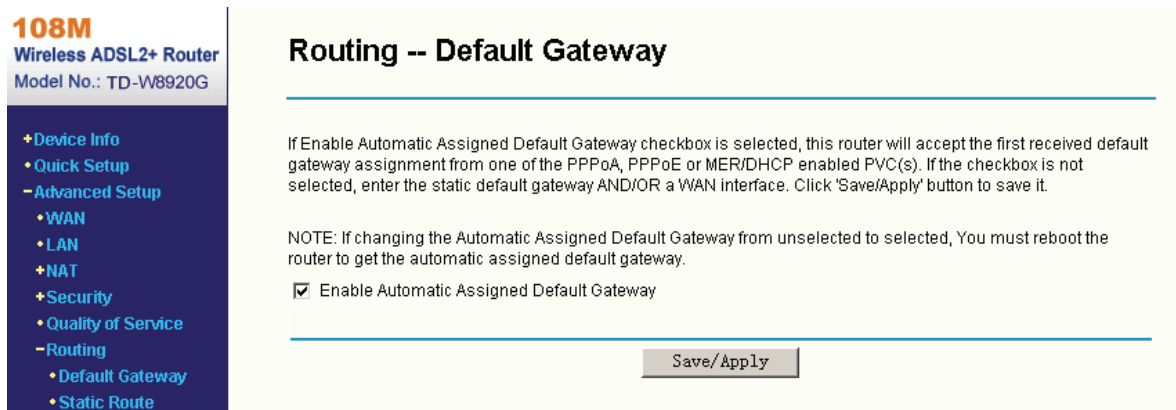 108M
Wireless ADSL2+ Router
Model No.: TD-W8920G
+Device Info
•Quick Setup
−Advanced Setup
•WAN
•LAN
+NAT
+Security
•Quality of Service
−Routing
•Default Gateway
•Static Route
Routing -- Default Gateway
If Enable Automatic Assigned Default Gateway checkbox is selected, this router will accept the first received default
gateway assignment from one of the PPPoA, PPPoE or MER/DHCP enabled PVC(s). If the checkbox is not
selected, enter the static default gateway AND/OR a WAN interface. Click 'Save/Apply' button to save it.
NOTE: If changing the Automatic Assigned Default Gateway from unselected to selected, You must reboot the
router to get the automatic assigned default gateway.
Enable Automatic Assigned Default Gateway
Save/Apply